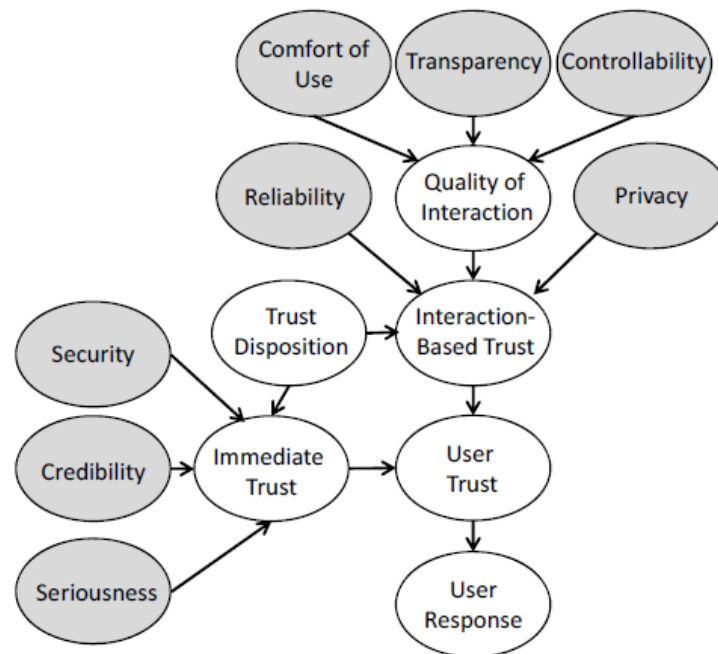 Comfort of
Use
Transparency
Controllability
Reliability
Quality of
Interaction
Privacy
Trust
Disposition
Interaction-
Based Trust
Security
Credibility
Immediate
Trust
User
Trust
Seriousness
User
Response